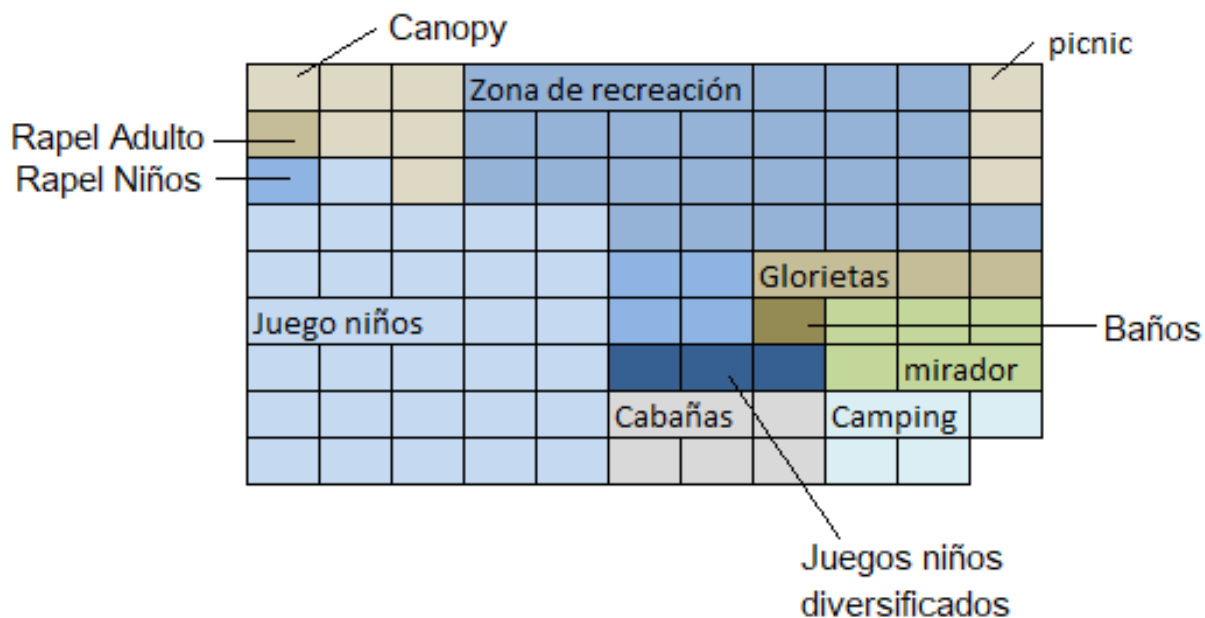 Canopy
picnic
Zona de recreación
Rapel Adulto
Rapel Niños
Glorietas
Juego niños
Baños
mirador
Cabañas
Camping
Juegos niños
diversificados